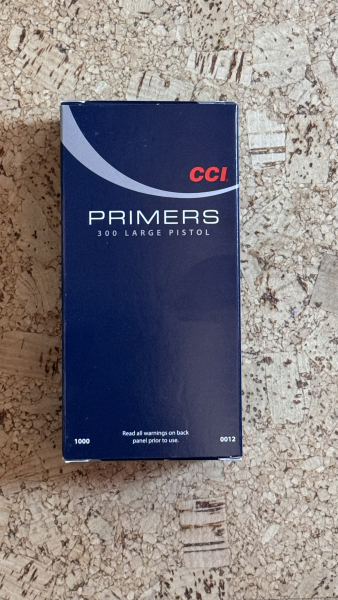 CCI
PRIMERS
300 LARGE PISTOL
Read all warnings on back
panel prior to use.
1000
0012